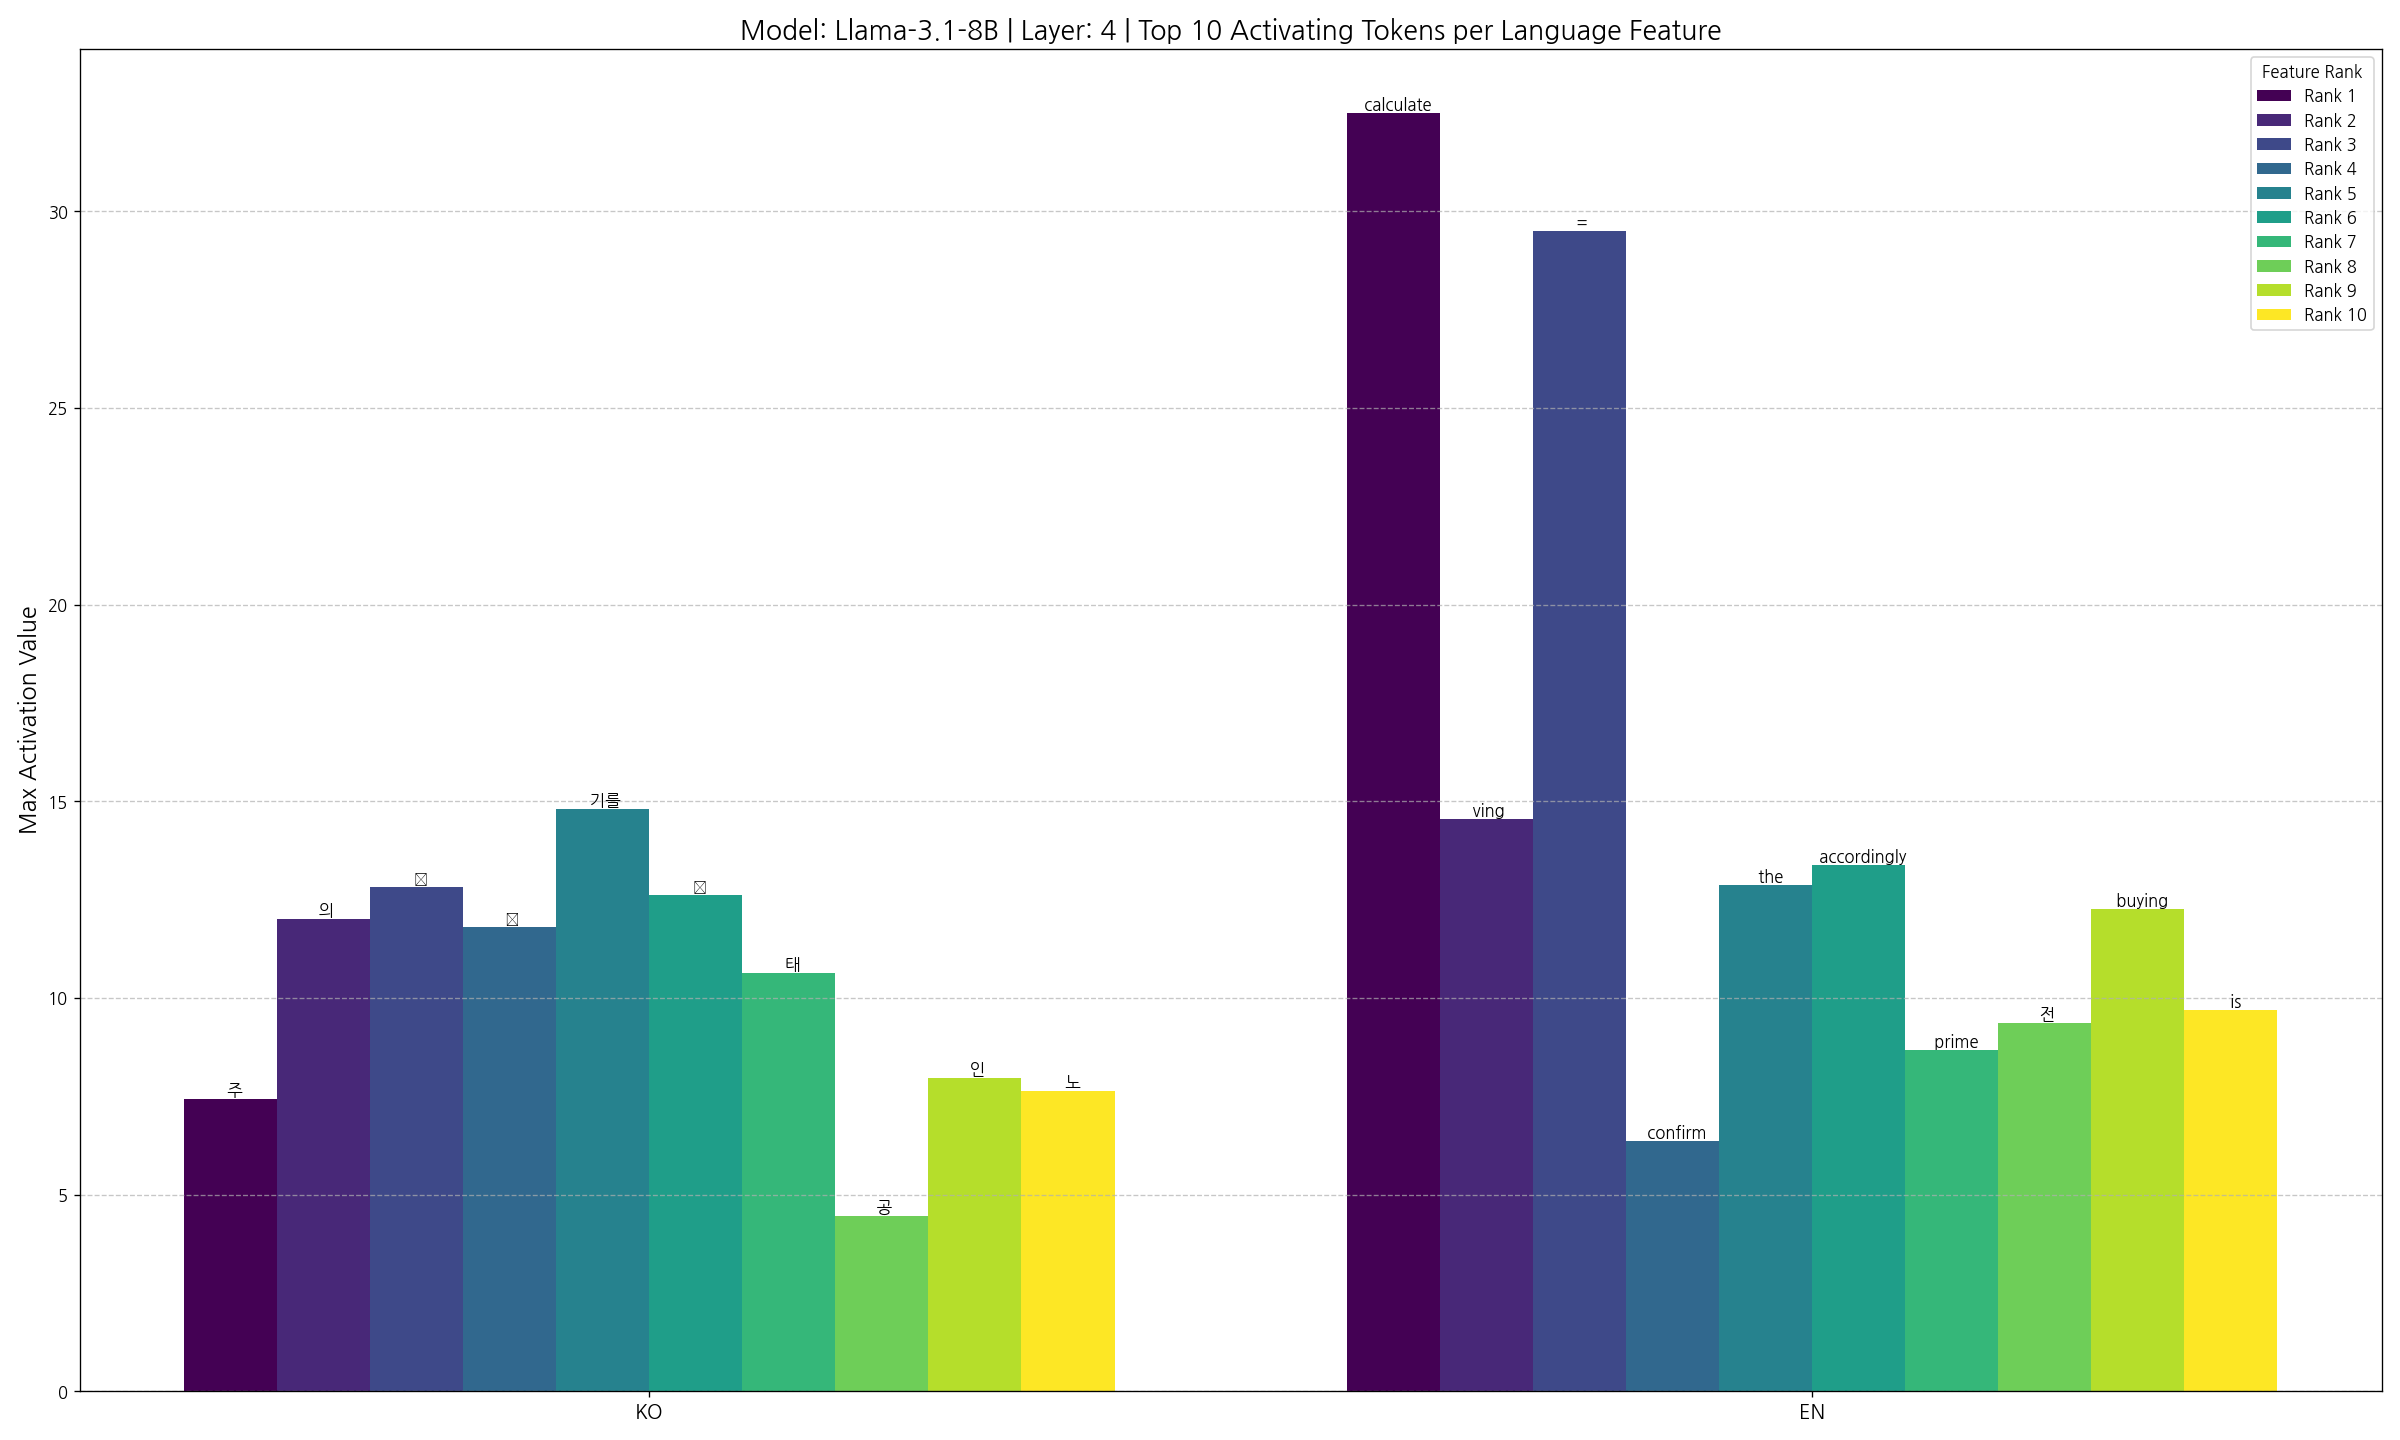 Model: Llama-3.1-8B | Layer: 4 | Top 10 Activating Tokens per Language Feature
Feature Rank
Rank 1
Rank 2
Rank 3
Rank 4
Rank 5
Rank 6
Rank 7
Rank 8
Rank 9
Rank 10
Max Activation Value
30
25
20
15
10
5
0
주
의
기를
태
공
인
노
calculate
ving
=
confirm
the
accordingly
prime
전
buying
is
KO
EN